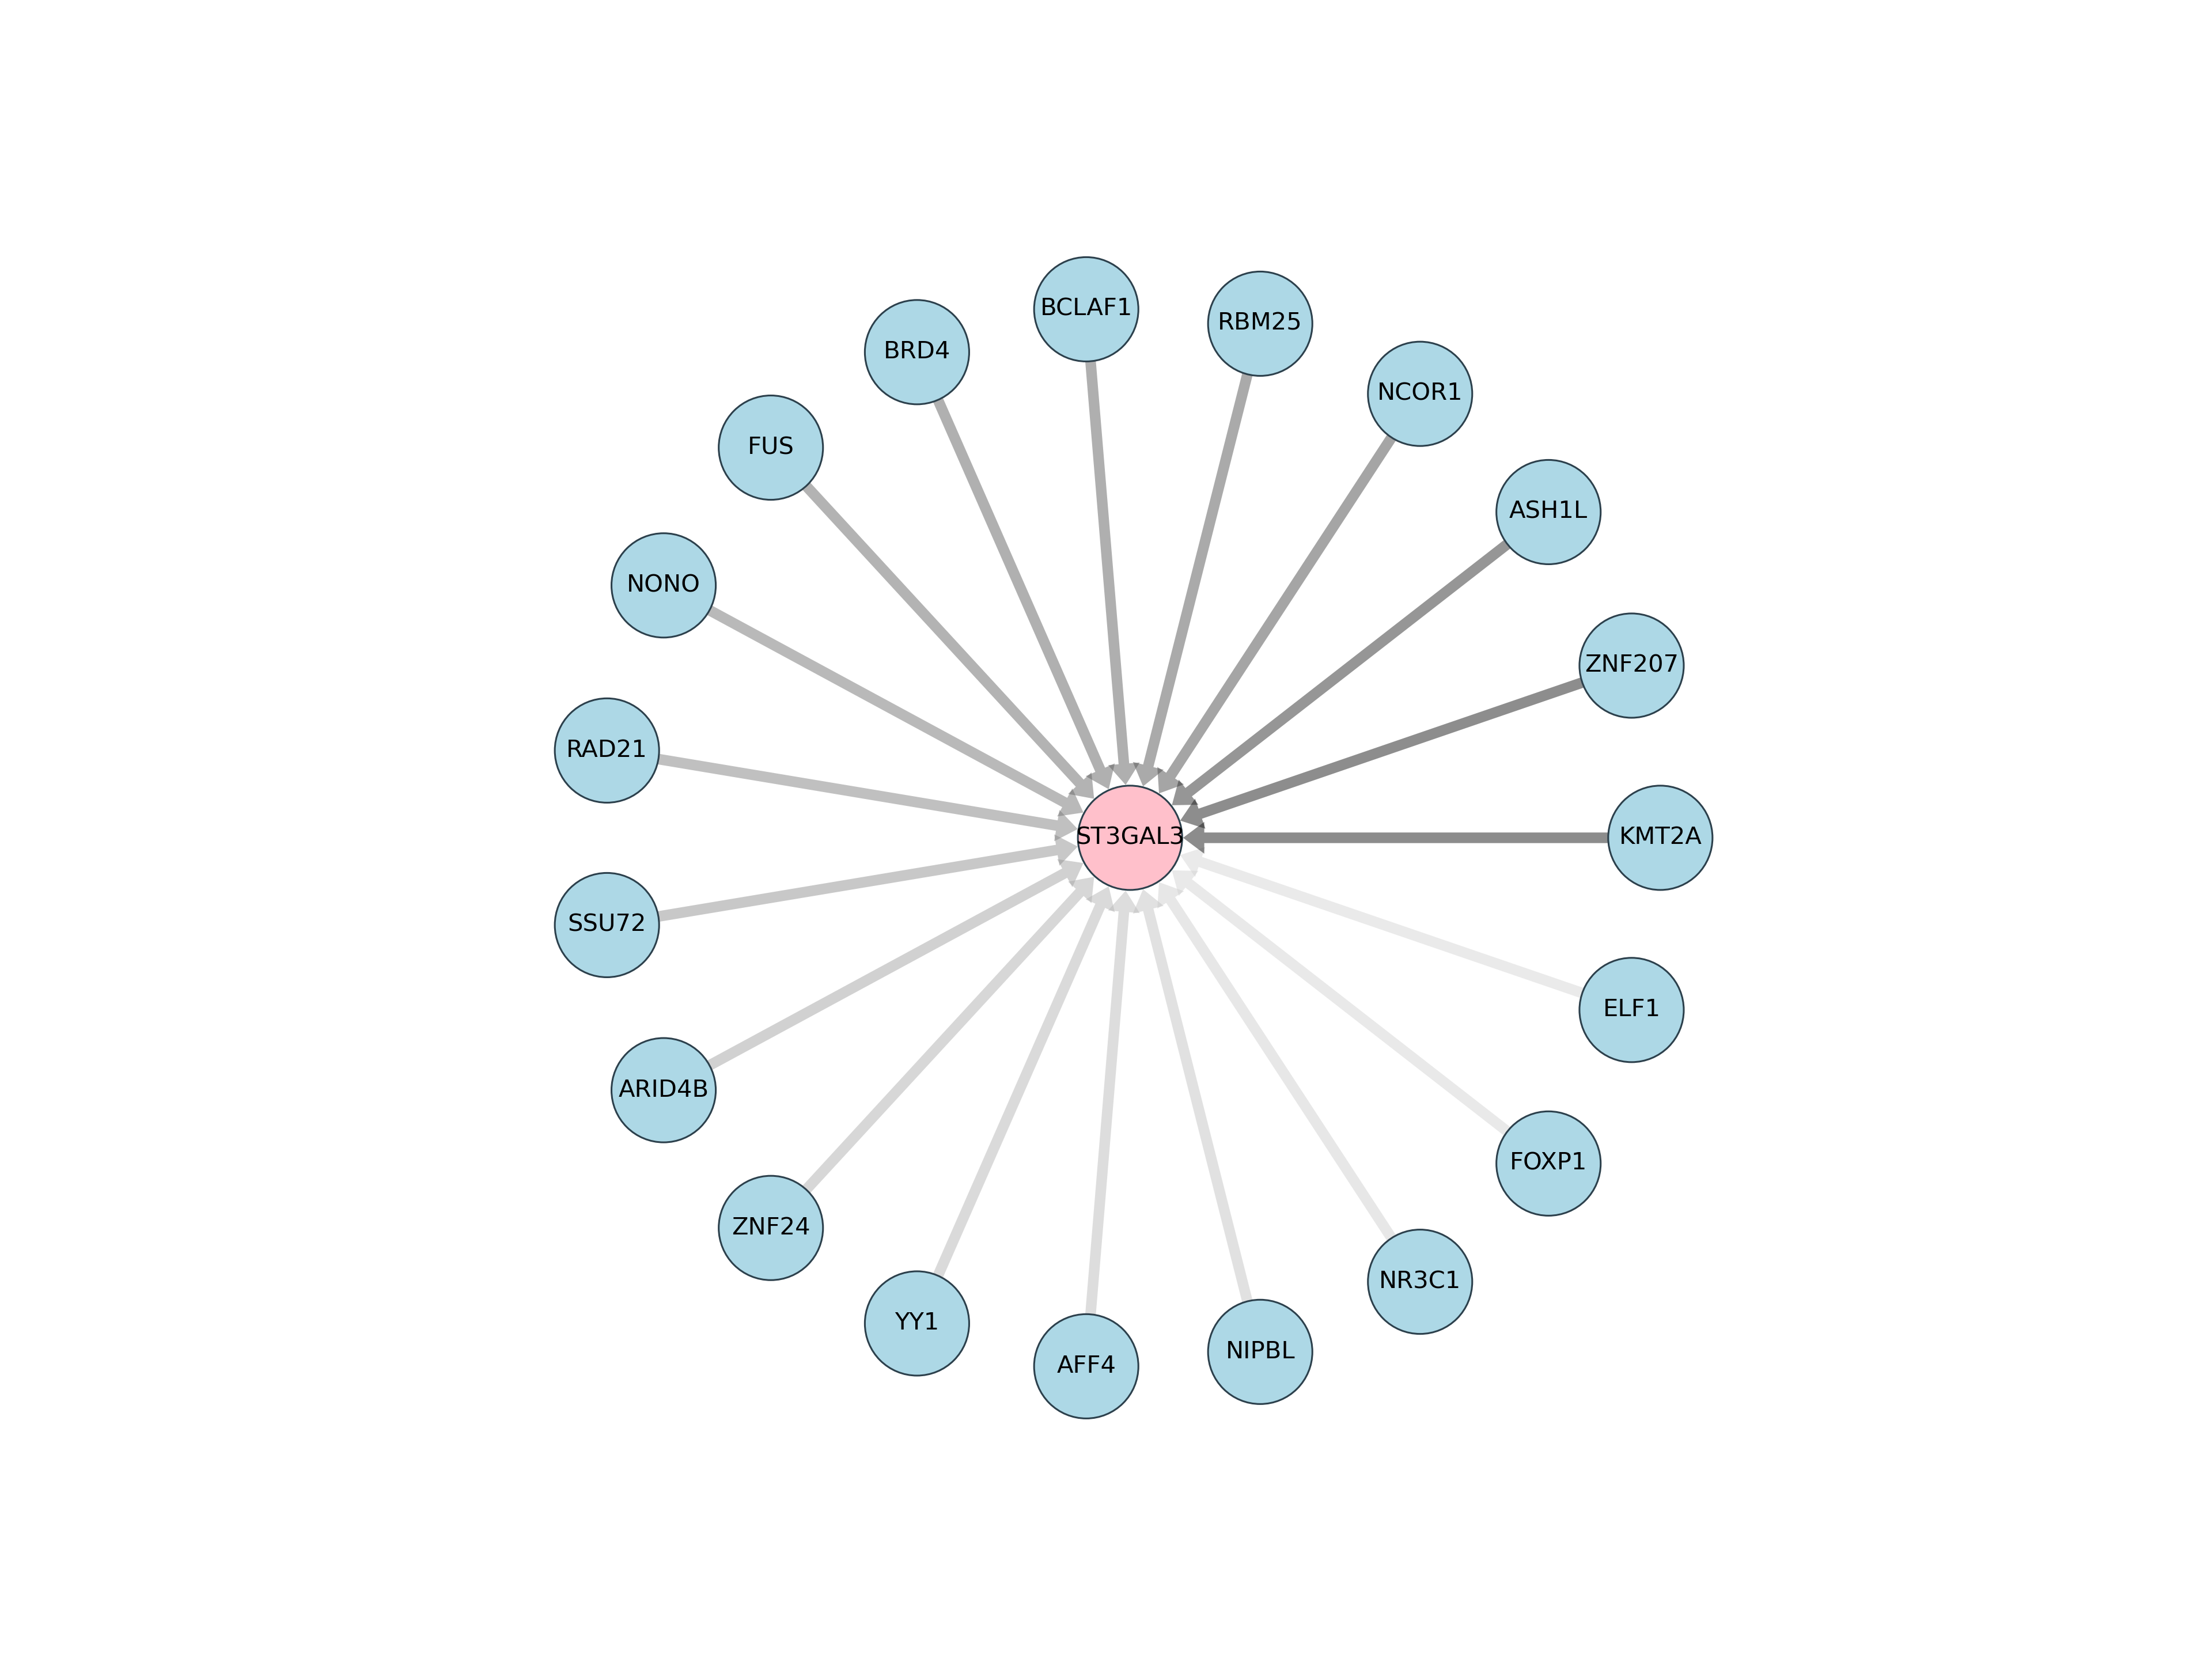 BCLAF1
RBM25
BRD4
NCOR1
FUS
ASH1L
NONO
ZNF207
RAD21
ST3GAL3
KMT2A
SSU72
ELF1
ARID4B
FOXP1
ZNF24
NR3C1
YY1
NIPBL
AFF4